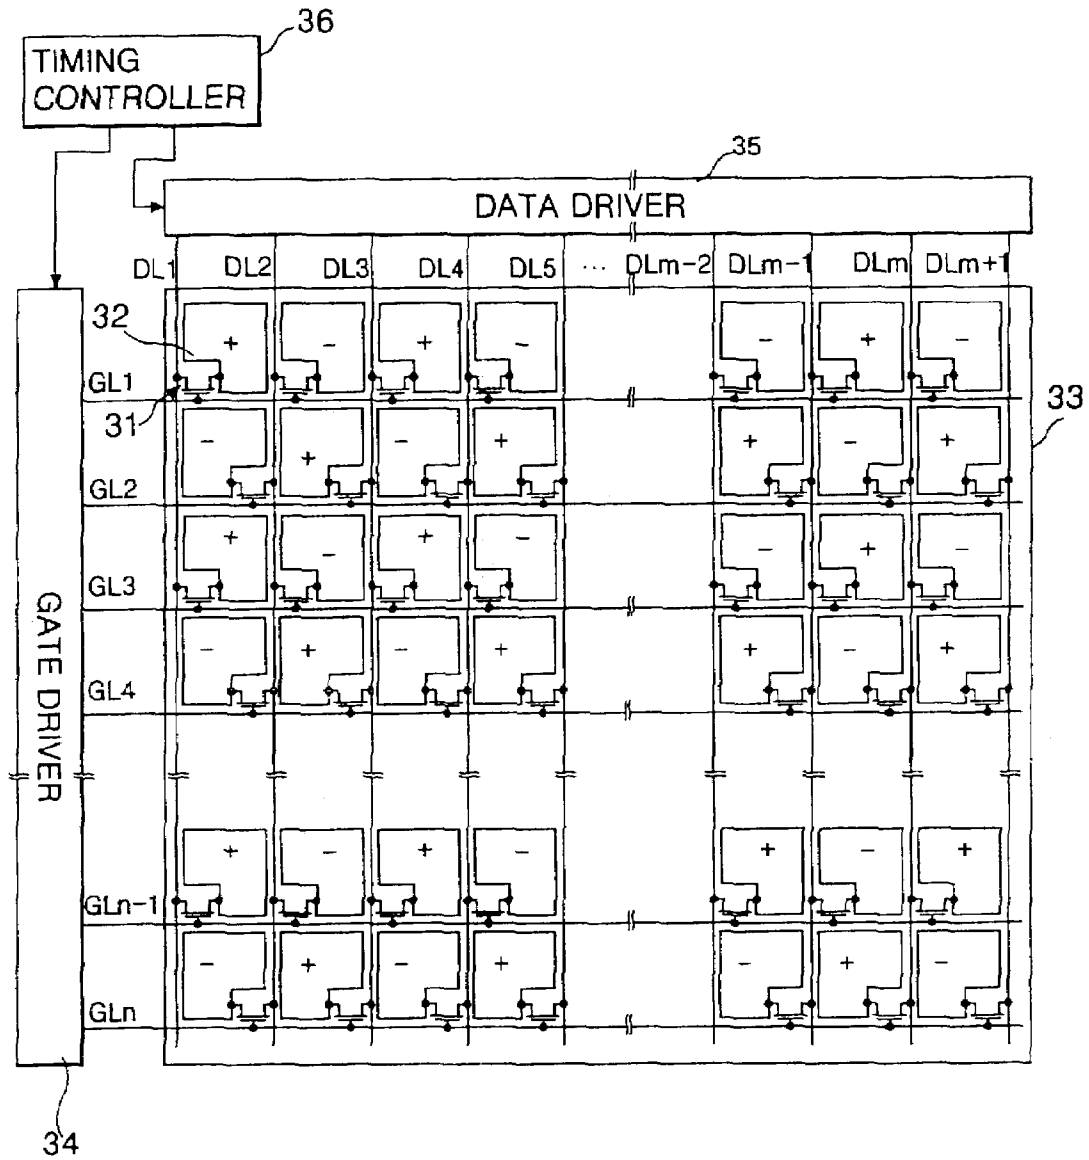 36
TIMING
CONTROLLER
35
DATA DRIVER
DL1 DL2 DL3 DL4 DL5 ... DLm-2 DLm-1 DLm DLm+1
32
+ - + - - + -
GL1
31
33
- + - + + - +
GL2
+ - + - - + -
GL3
GATE DRIVER
- + - + + - +
GL4
+ - + - + - +
GLn-1
- + - + - + -
GLn
34